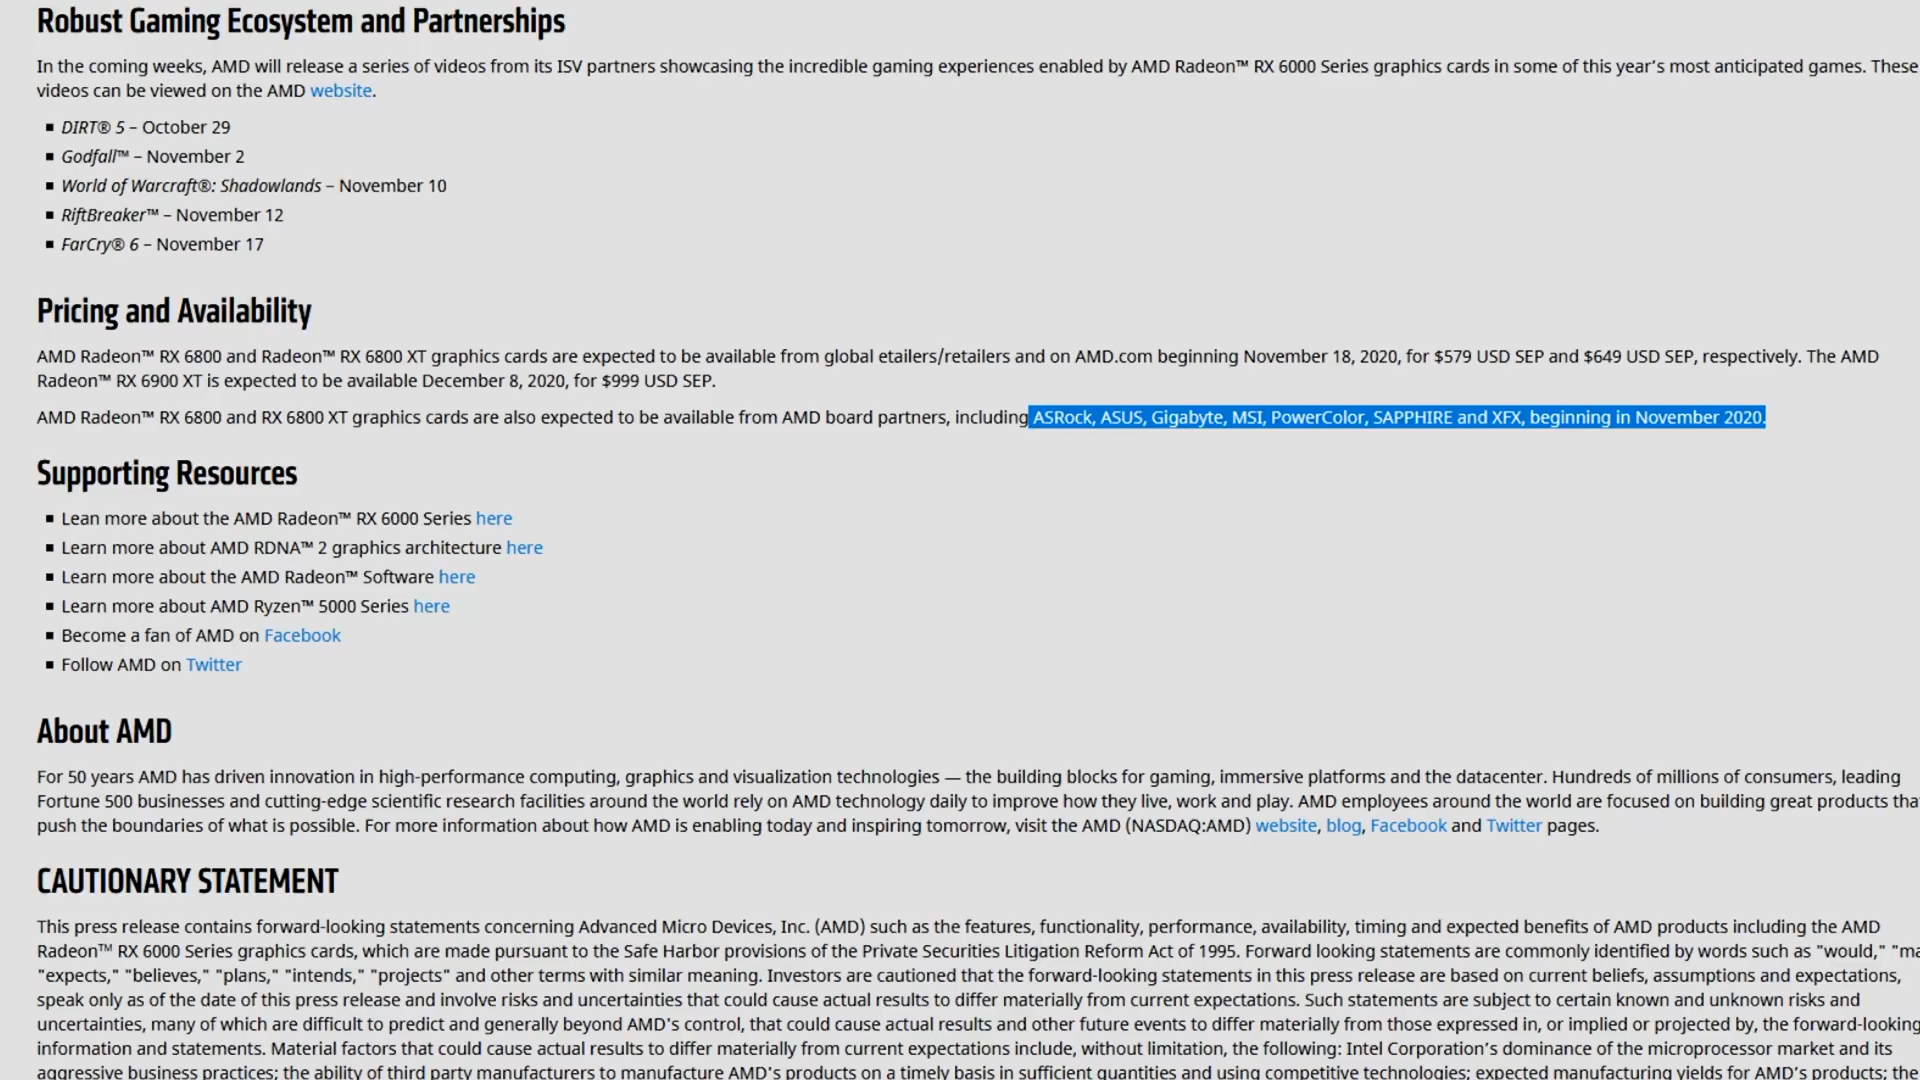 Robust Gaming Ecosystem and Partnerships
In the coming weeks, AMD will release a series of videos from its ISV partners showcasing the incredible gaming experiences enabled by AMD Radeon™ RX 6000 Series graphics cards in some of this year's most anticipated games. These
videos can be viewed on the AMD website.
▪ DIRT® 5 – October 29
▪ Godfall™ – November 2
▪ World of Warcraft®: Shadowlands – November 10
▪ RiftBreaker™ – November 12
▪ FarCry® 6 – November 17
Pricing and Availability
AMD Radeon™ RX 6800 and Radeon™ RX 6800 XT graphics cards are expected to be available from global etailers/retailers and on AMD.com beginning November 18, 2020, for $579 USD SEP and $649 USD SEP, respectively. The AMD
Radeon™ RX 6900 XT is expected to be available December 8, 2020, for $999 USD SEP.
AMD Radeon™ RX 6800 and RX 6800 XT graphics cards are also expected to be available from AMD board partners, including ASRock, ASUS, Gigabyte, MSI, PowerColor, SAPPHIRE and XFX, beginning in November 2020.
Supporting Resources
▪ Lean more about the AMD Radeon™ RX 6000 Series here
▪ Learn more about AMD RDNA™ 2 graphics architecture here
▪ Learn more about the AMD Radeon™ Software here
▪ Learn more about AMD Ryzen™ 5000 Series here
▪ Become a fan of AMD on Facebook
▪ Follow AMD on Twitter
About AMD
For 50 years AMD has driven innovation in high-performance computing, graphics and visualization technologies — the building blocks for gaming, immersive platforms and the datacenter. Hundreds of millions of consumers, leading
Fortune 500 businesses and cutting-edge scientific research facilities around the world rely on AMD technology daily to improve how they live, work and play. AMD employees around the world are focused on building great products tha
push the boundaries of what is possible. For more information about how AMD is enabling today and inspiring tomorrow, visit the AMD (NASDAQ:AMD) website, blog, Facebook and Twitter pages.
CAUTIONARY STATEMENT
This press release contains forward-looking statements concerning Advanced Micro Devices, Inc. (AMD) such as the features, functionality, performance, availability, timing and expected benefits of AMD products including the AMD
Radeon™ RX 6000 Series graphics cards, which are made pursuant to the Safe Harbor provisions of the Private Securities Litigation Reform Act of 1995. Forward looking statements are commonly identified by words such as "would," "ma
"expects," "believes," "plans," "intends," "projects" and other terms with similar meaning. Investors are cautioned that the forward-looking statements in this press release are based on current beliefs, assumptions and expectations,
speak only as of the date of this press release and involve risks and uncertainties that could cause actual results to differ materially from current expectations. Such statements are subject to certain known and unknown risks and
uncertainties, many of which are difficult to predict and generally beyond AMD's control, that could cause actual results and other future events to differ materially from those expressed in, or implied or projected by, the forward-looking
information and statements. Material factors that could cause actual results to differ materially from current expectations include, without limitation, the following: Intel Corporation's dominance of the microprocessor market and its
aggressive business practices; the ability of third party manufacturers to manufacture AMD's products on a timely basis in sufficient quantities and using competitive technologies; expected manufacturing yields for AMD's products; the